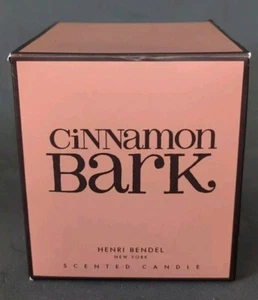 CiNNamon
BaRK
HENRI BENDEL
NEW YORK
SCENTED CANDLE